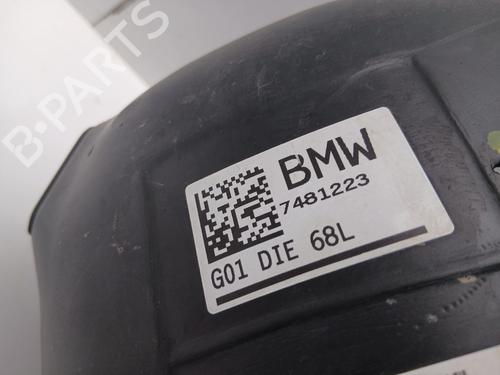 B-PARTS
BMW
7481223
G01 DIE 68L